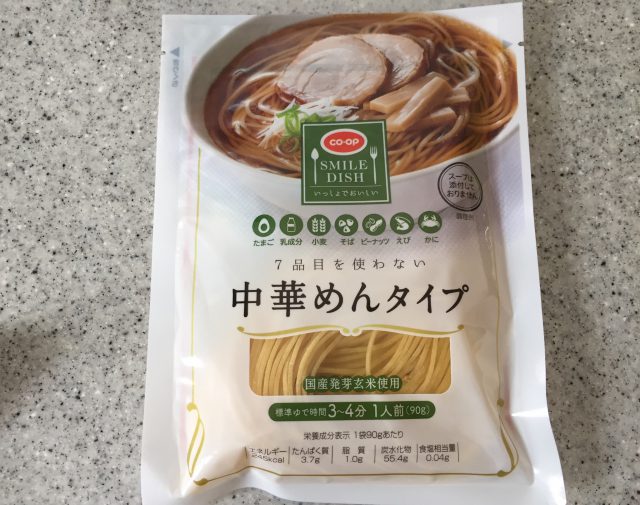 CO・OP
SMILE
DISH
いっしょでおいしい
スープは
添付して
おりません
調理例
たまご 乳成分 小麦 そば ピーナッツ えび かに
7品目を使わない
中華めんタイプ
国産発芽玄米使用
標準ゆで時間3〜4分 1人前(90g)
栄養成分表示 1袋90gあたり
エネルギー たんぱく質 脂質 炭水化物 食塩相当量
kcal 3.7g 1.0g 55.4g 0.04g